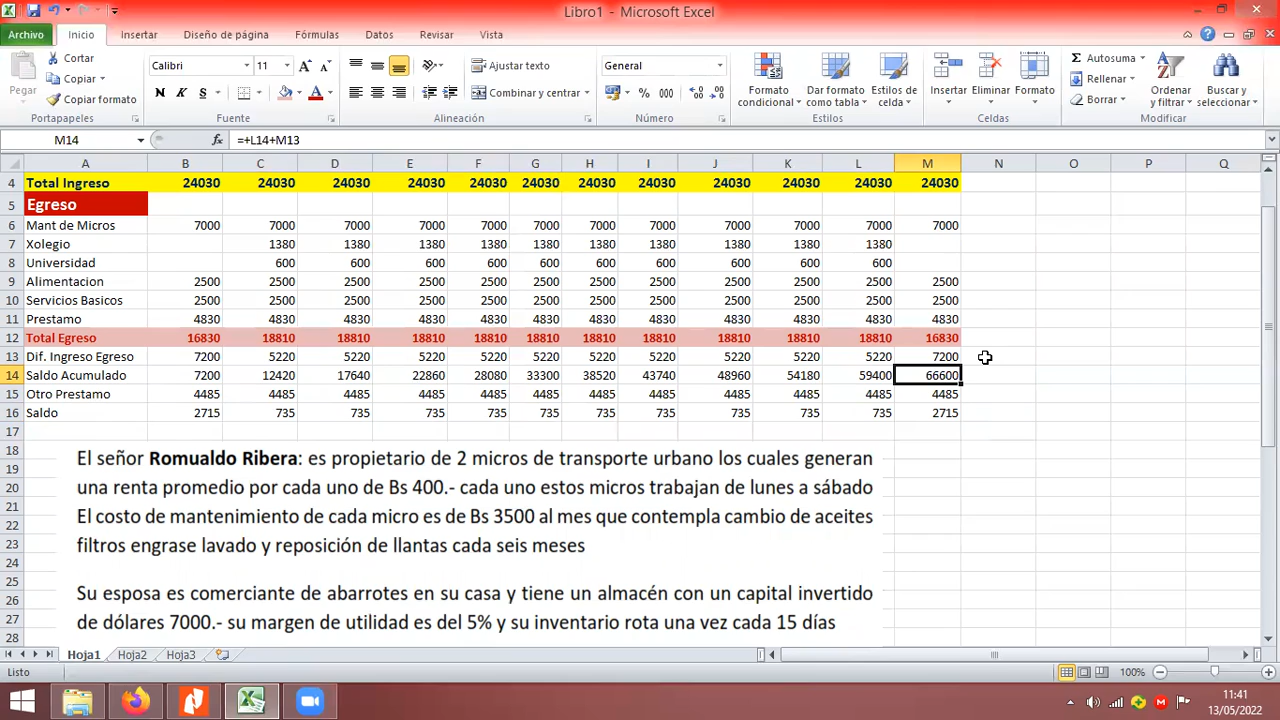 Libro1 - Microsoft Excel
Archivo Inicio Insertar Diseño de página Fórmulas Datos Revisar Vista
Pegar Cortar Copiar Copiar formato
Calibri 11 N K S A A A
Ajustar texto Combinar y centrar
General % 000
Formato condicional Dar formato como tabla Estilos de celda
Insertar Eliminar Formato
Σ Autosuma Rellenar Borrar Ordenar y filtrar Buscar y seleccionar
Portapapeles Fuente Alineación Número Estilos Celdas Modificar
M14 fx =+L14+M13
A B C D E F G H I J K L M N O P Q
4 Total Ingreso 24030 24030 24030 24030 24030 24030 24030 24030 24030 24030 24030 24030
5 Egreso
6 Mant de Micros 7000 7000 7000 7000 7000 7000 7000 7000 7000 7000 7000 7000
7 Xolegio 1380 1380 1380 1380 1380 1380 1380 1380 1380 1380
8 Universidad 600 600 600 600 600 600 600 600 600 600
9 Alimentacion 2500 2500 2500 2500 2500 2500 2500 2500 2500 2500 2500 2500
10 Servicios Basicos 2500 2500 2500 2500 2500 2500 2500 2500 2500 2500 2500 2500
11 Prestamo 4830 4830 4830 4830 4830 4830 4830 4830 4830 4830 4830 4830
12 Total Egreso 16830 18810 18810 18810 18810 18810 18810 18810 18810 18810 18810 16830
13 Dif. Ingreso Egreso 7200 5220 5220 5220 5220 5220 5220 5220 5220 5220 5220 7200
14 Saldo Acumulado 7200 12420 17640 22860 28080 33300 38520 43740 48960 54180 59400 66600
15 Otro Prestamo 4485 4485 4485 4485 4485 4485 4485 4485 4485 4485 4485 4485
16 Saldo 2715 735 735 735 735 735 735 735 735 735 735 2715
17
18
19
20
21
22
23
24
25
26
27
28
El señor Romualdo Ribera: es propietario de 2 micros de transporte urbano los cuales generan
una renta promedio por cada uno de Bs 400.- cada uno estos micros trabajan de lunes a sábado
El costo de mantenimiento de cada micro es de Bs 3500 al mes que contempla cambio de aceites
filtros engrase lavado y reposición de llantas cada seis meses
Su esposa es comerciante de abarrotes en su casa y tiene un almacén con un capital invertido
de dólares 7000.- su margen de utilidad es del 5% y su inventario rota una vez cada 15 días
Hoja1 Hoja2 Hoja3
Listo 100%
11:41
13/05/2022